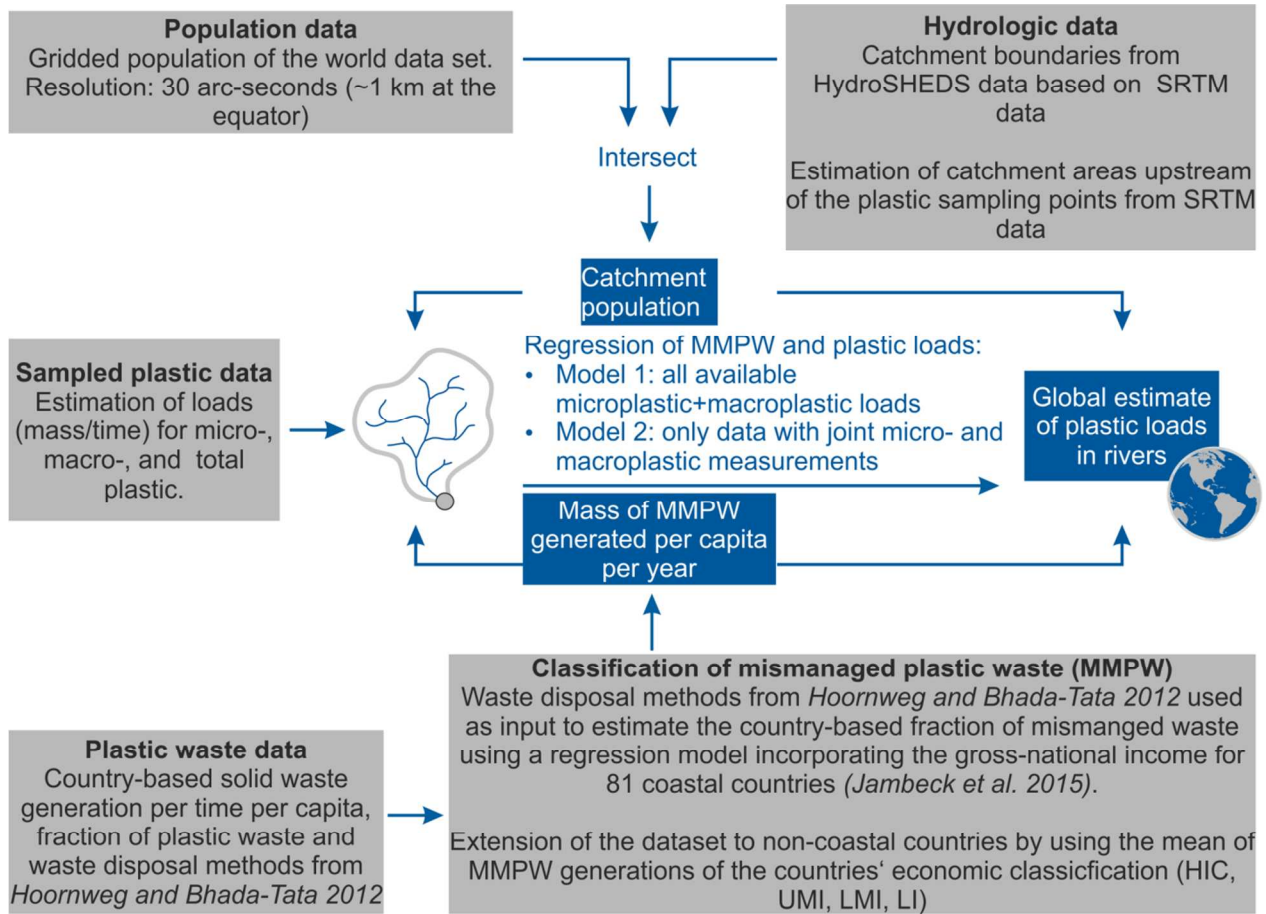 Population data
Gridded population of the world data set.
Resolution: 30 arc-seconds (~1 km at the
equator)
Hydrologic data
Catchment boundaries from
HydroSHEDS data based on SRTM
data
Estimation of catchment areas upstream
of the plastic sampling points from SRTM
data
Intersect
Catchment
population
Sampled plastic data
Estimation of loads
(mass/time) for micro-,
macro-, and total
plastic.
Regression of MMPW and plastic loads:
• Model 1: all available
microplastic+macroplastic loads
• Model 2: only data with joint micro- and
macroplastic measurements
Global estimate
of plastic loads
in rivers
Mass of MMPW
generated per capita
per year
Plastic waste data
Country-based solid waste
generation per time per capita,
fraction of plastic waste and
waste disposal methods from
Hoornweg and Bhada-Tata 2012
Classification of mismanaged plastic waste (MMPW)
Waste disposal methods from Hoornweg and Bhada-Tata 2012 used
as input to estimate the country-based fraction of mismanged waste
using a regression model incorporating the gross-national income for
81 coastal countries (Jambeck et al. 2015).
Extension of the dataset to non-coastal countries by using the mean of
MMPW generations of the countries‘ economic classicfication (HIC,
UMI, LMI, LI)